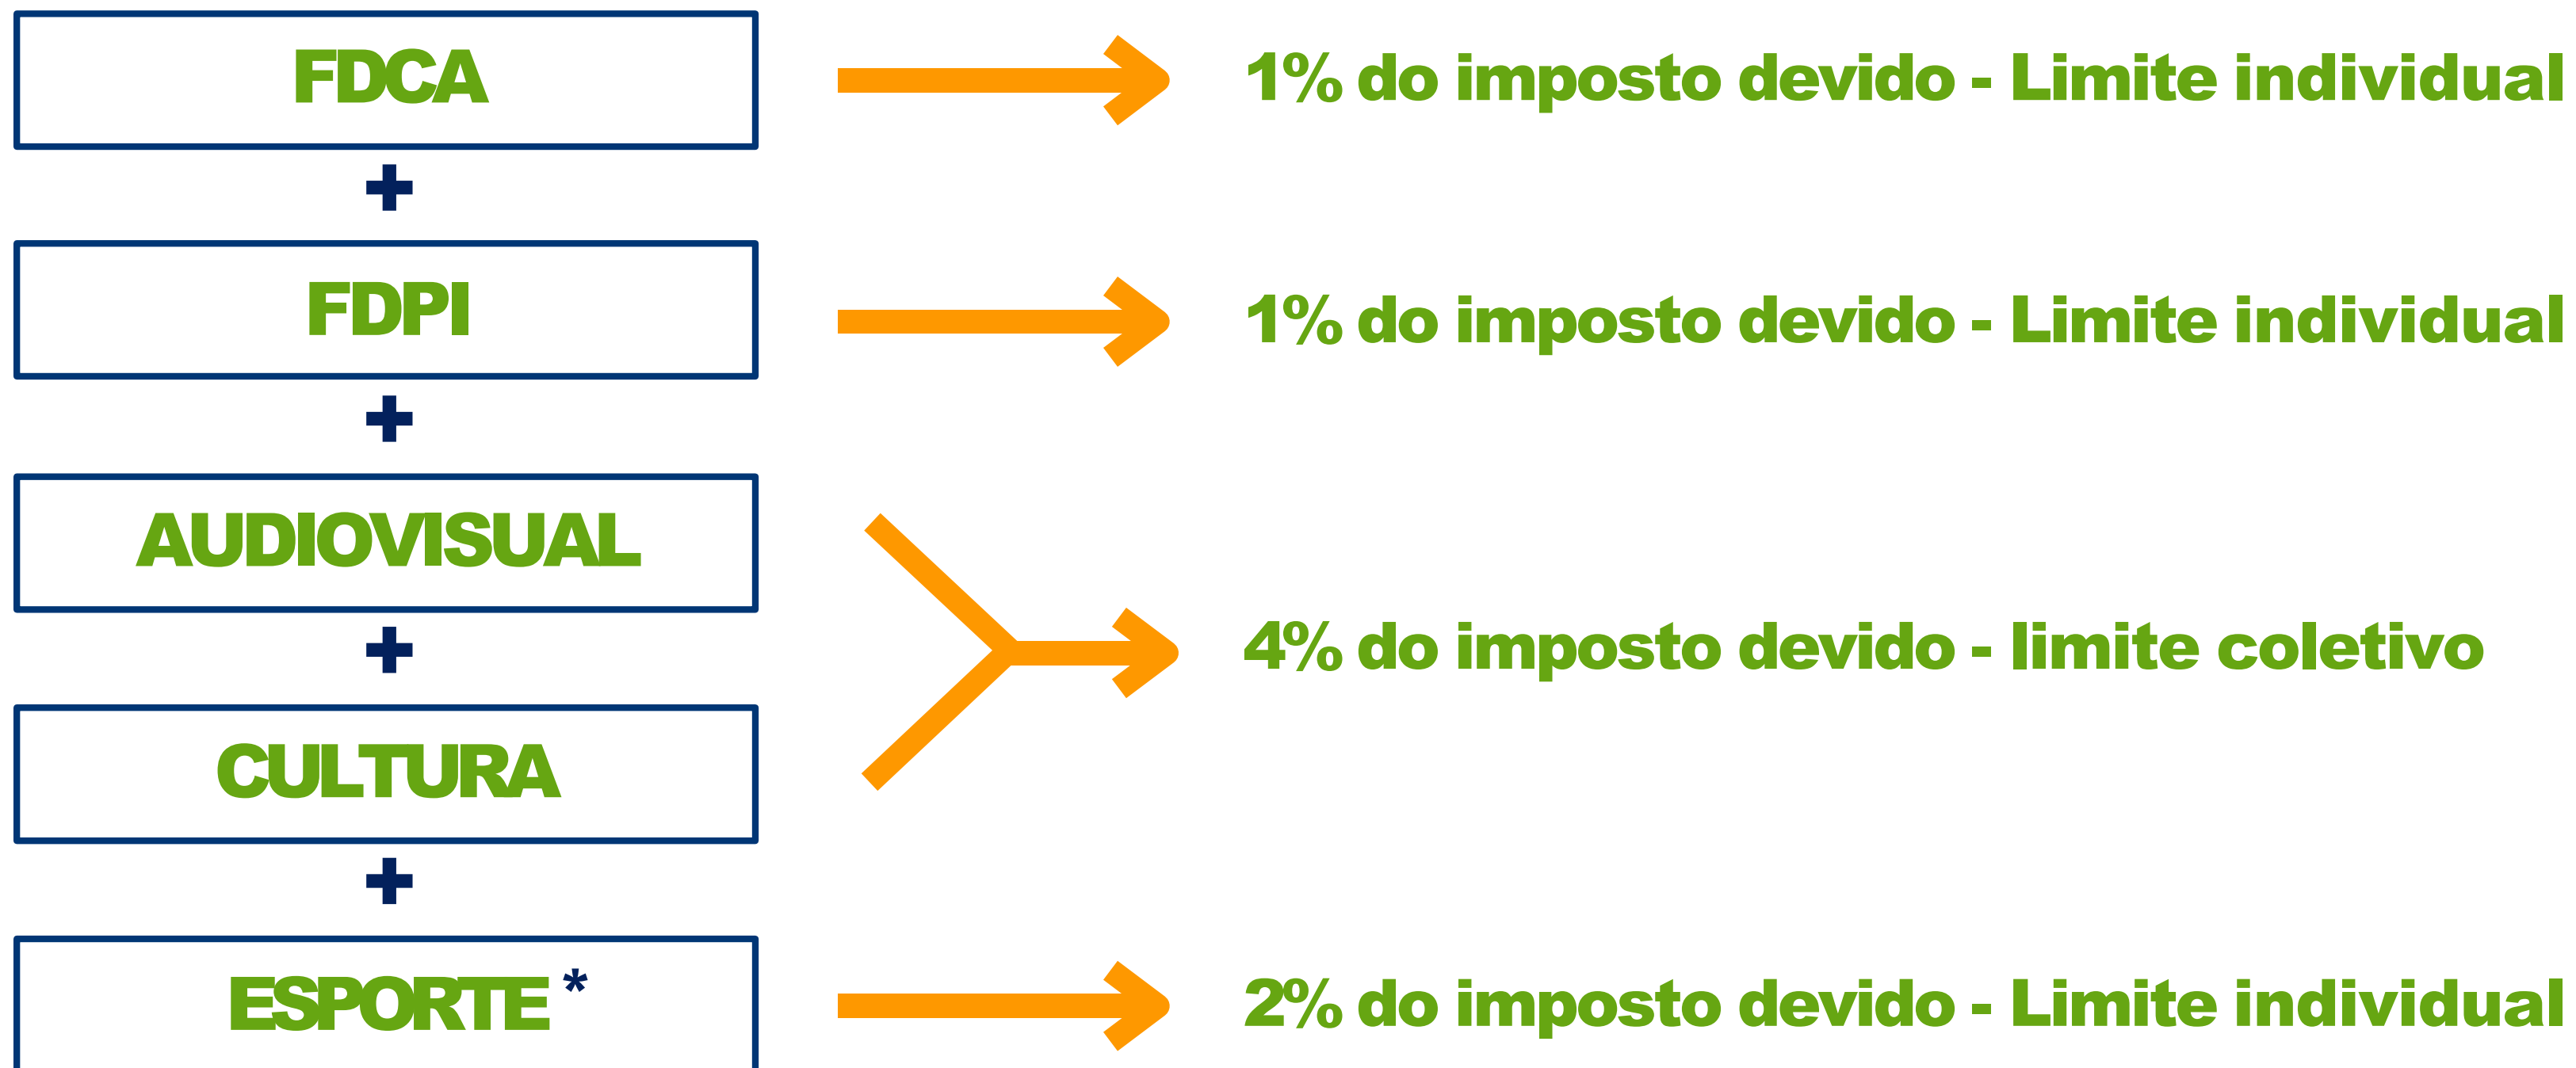 FDCA
1% do imposto devido - Limite individual
+
FDPI
1% do imposto devido - Limite individual
+
AUDIOVISUAL
+
4% do imposto devido - limite coletivo
CULTURA
+
ESPORTE *
2% do imposto devido - Limite individual